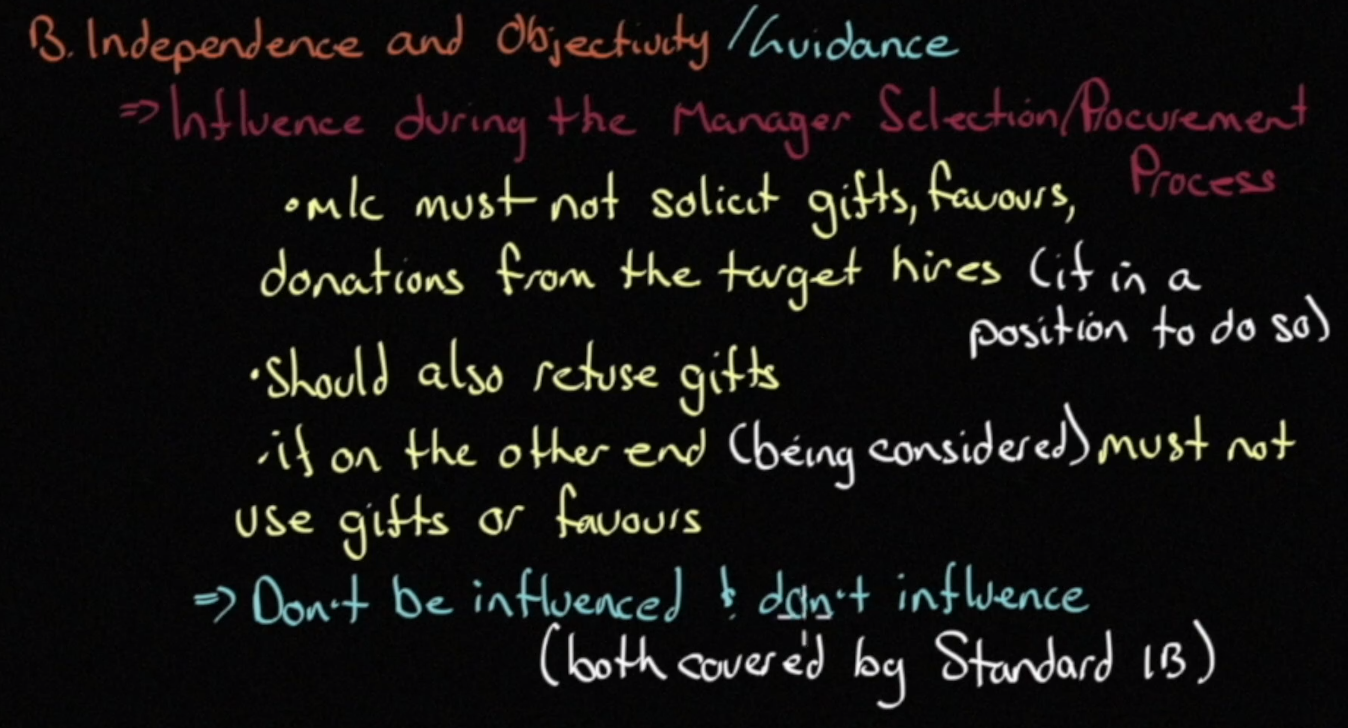 B. Independence and Objectivity / Guidance
⇒ Influence during the Manager Selection/Procurement
Process
• M/C must not solicit gifts, favours,
donations from the target hires (if in a
position to do so)
• Should also refuse gifts
• if on the other end (being considered) must not
use gifts or favours
⇒ Don't be influenced & don't influence
(both covered by Standard 1B)